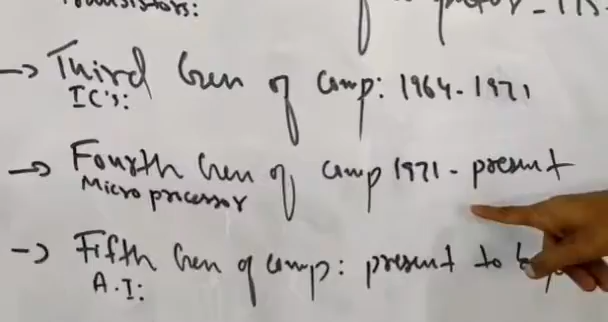 Transistors:
→ Third Gen of comp: 1964-1971
IC's:
→ Fourth Gen of comp 1971 - present
Micro processor
→ Fifth Gen of comp: present to
A.I: